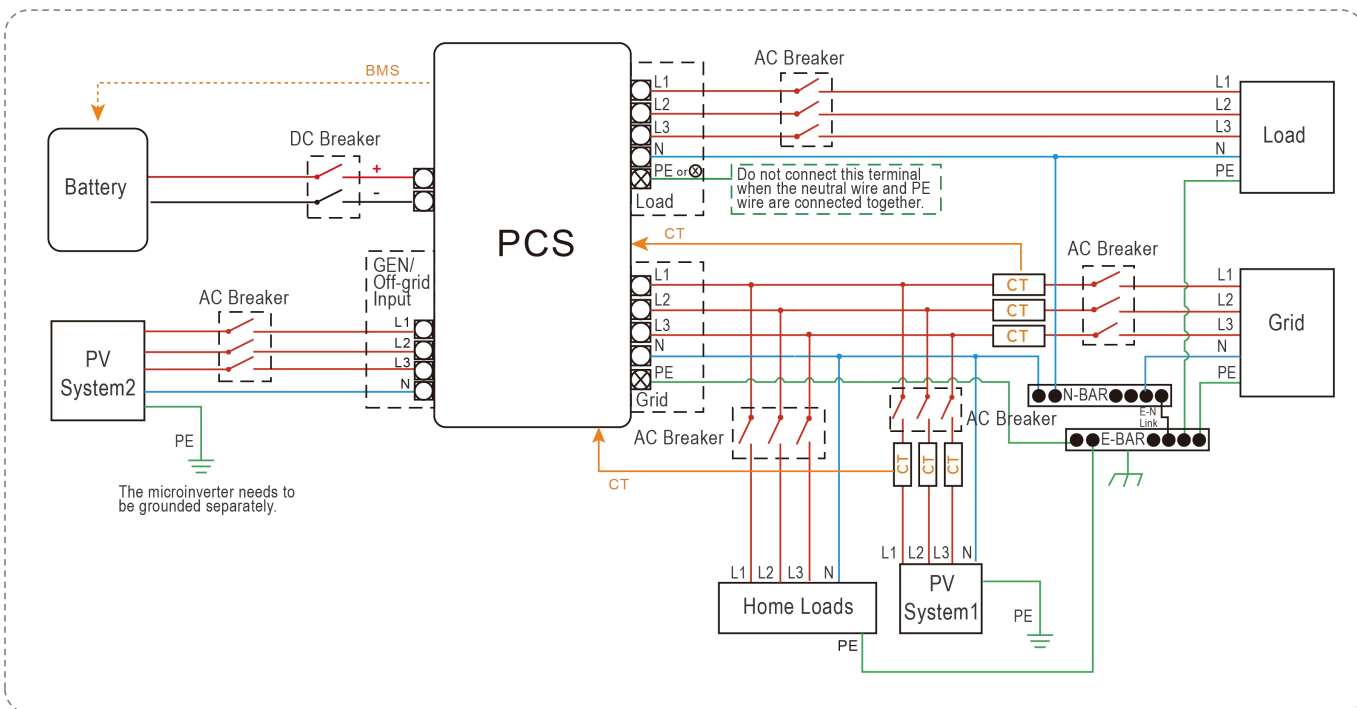 BMS
Battery
DC Breaker
+
-
PCS
L1
L2
L3
N
PE or
Load
AC Breaker
Do not connect this terminal
when the neutral wire and PE
wire are connected together.
L1
L2
L3
N
PE
Load
CT
GEN/
Off-grid
Input
L1
L2
L3
N
AC Breaker
PV
System2
PE
The microinverter needs to
be grounded separately.
L1
L2
L3
N
PE
Grid
CT
CT
CT
AC Breaker
L1
L2
L3
N
PE
Grid
N-BAR
E-N
Link
E-BAR
AC Breaker
AC Breaker
CT
CT
CT
CT
L1
L2
L3
N
Home Loads
PE
L1
L2
L3
N
PV
System1
PE